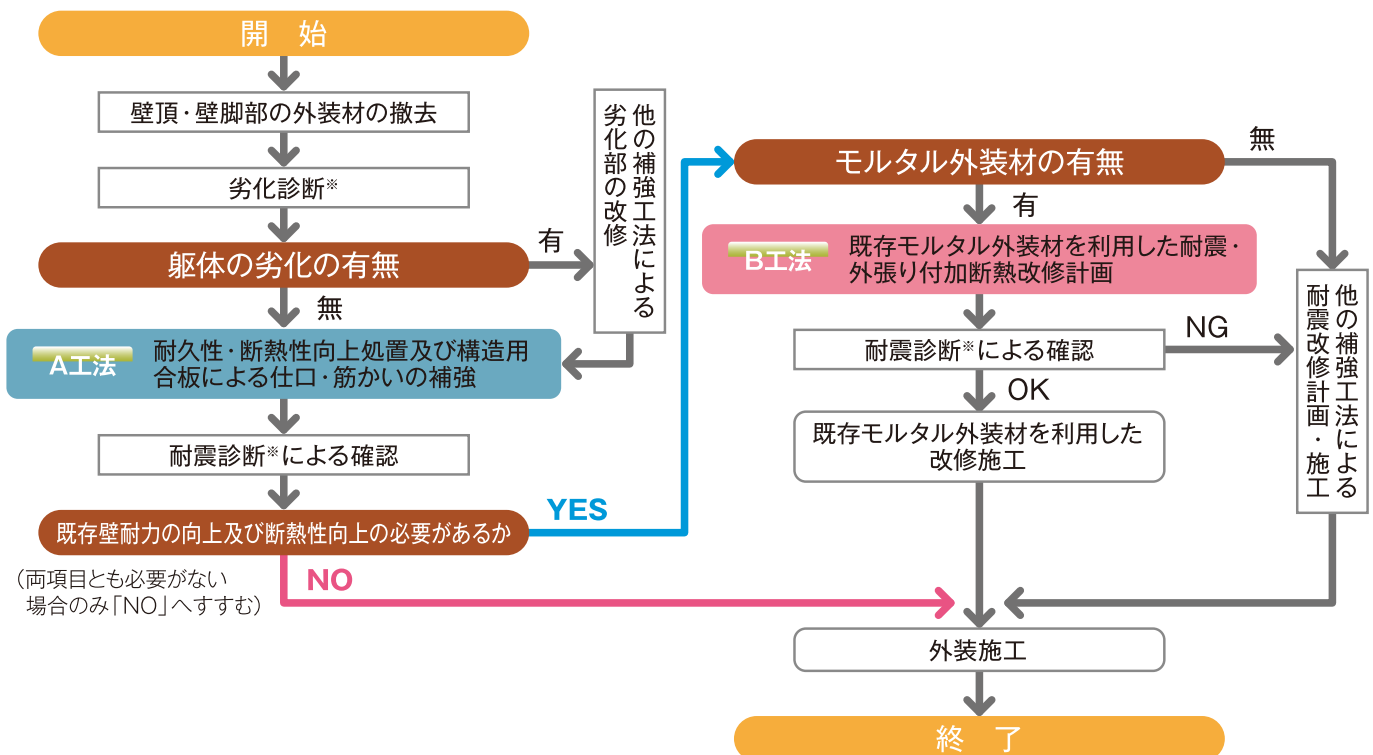 開　始
壁頂・壁脚部の外装材の撤去
劣化診断※
躯体の劣化の有無
有
他の補強工法による
劣化部の改修
無
A工法
耐久性・断熱性向上処置及び構造用
合板による仕口・筋かいの補強
耐震診断※による確認
既存壁耐力の向上及び断熱性向上の必要があるか
YES
NO
（両項目とも必要がない
場合のみ「NO」へすすむ）
モルタル外装材の有無
無
有
B工法
既存モルタル外装材を利用した耐震・
外張り付加断熱改修計画
耐震診断※による確認
NG
OK
他の補強工法による
耐震改修計画・施工
既存モルタル外装材を利用した
改修施工
外装施工
終　了